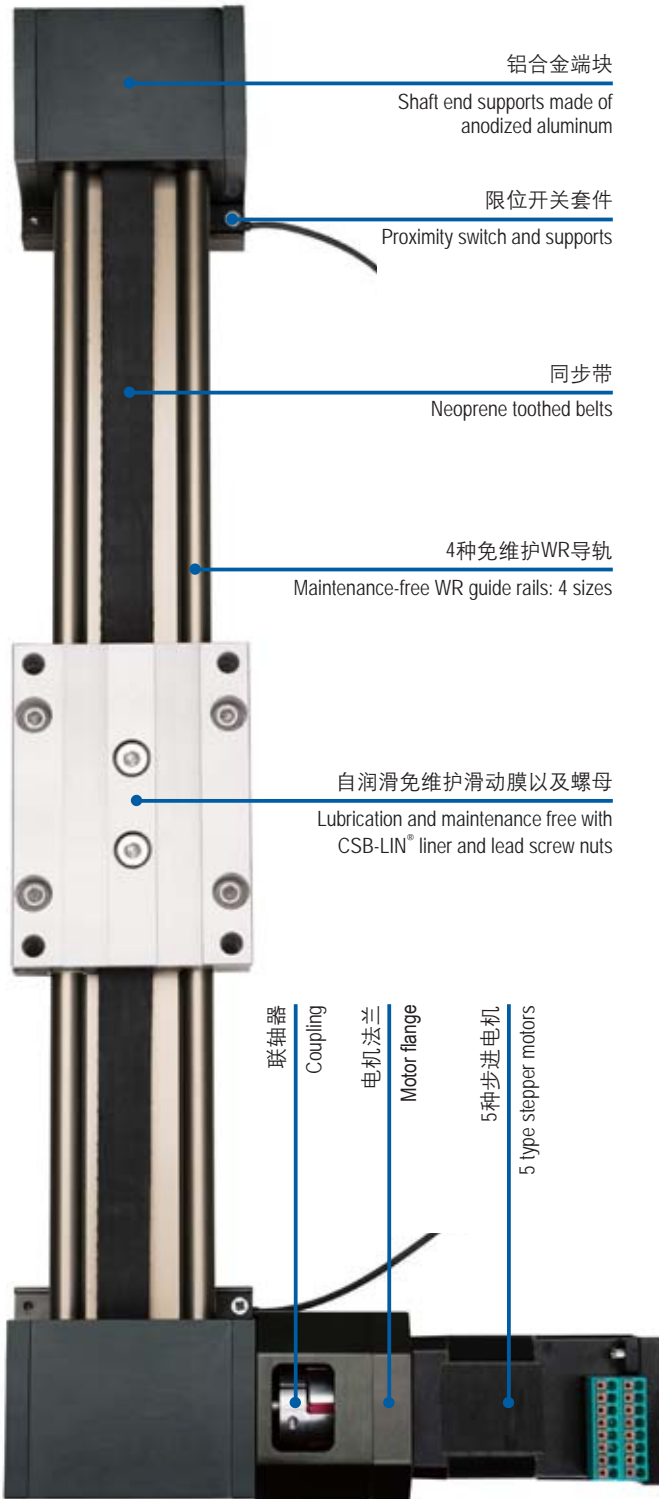 铝合金端块
Shaft end supports made of
anodized aluminum
限位开关套件
Proximity switch and supports
同步带
Neoprene toothed belts
4种免维护WR导轨
Maintenance-free WR guide rails: 4 sizes
自润滑免维护滑动膜以及螺母
Lubrication and maintenance free with
CSB-LIN® liner and lead screw nuts
联轴器
Coupling
电机法兰
Motor flange
5种步进电机
5 type stepper motors